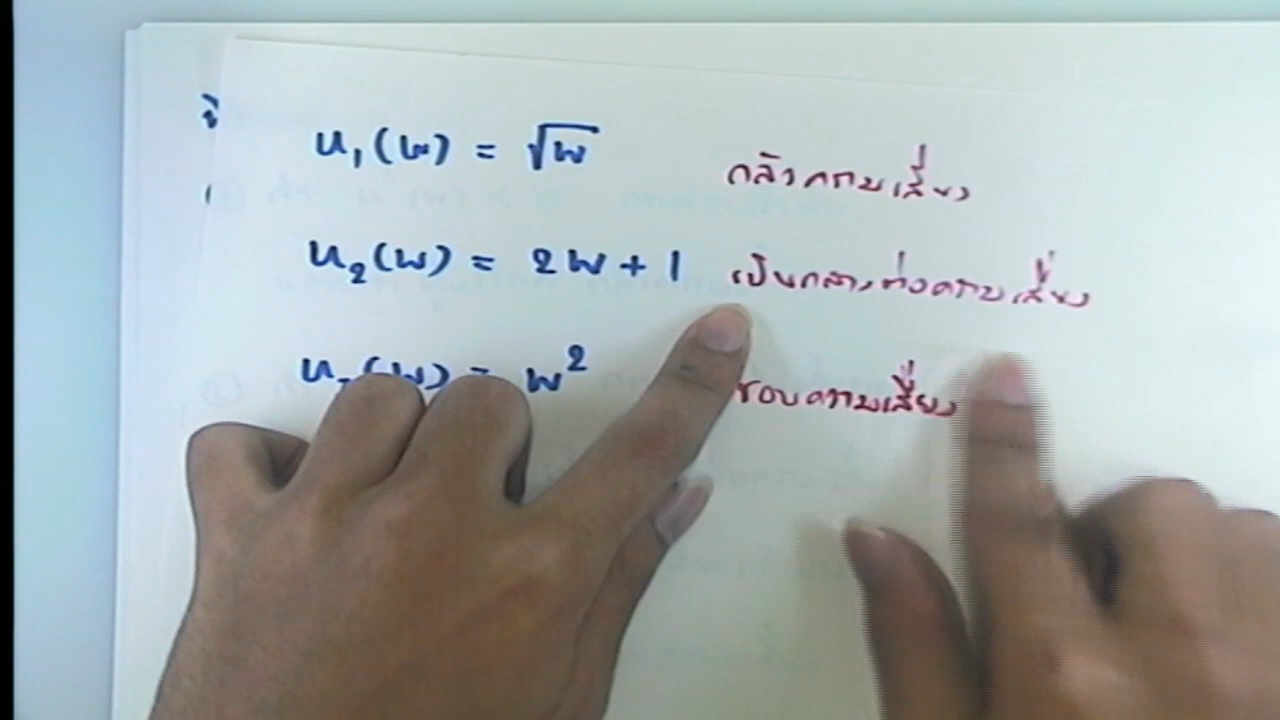 u₁(w) = √w กลัวความเสี่ยง
u₂(w) = 2w + 1 เป็นกลางต่อความเสี่ยง
u (w) = w² ชอบความเสี่ยง